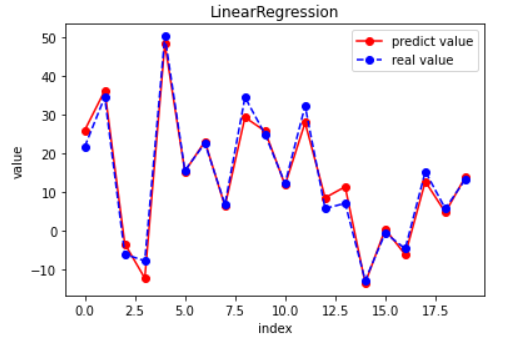 LinearRegression
predict value
real value
50
40
30
20
10
0
−10
value
0.0 2.5 5.0 7.5 10.0 12.5 15.0 17.5
index